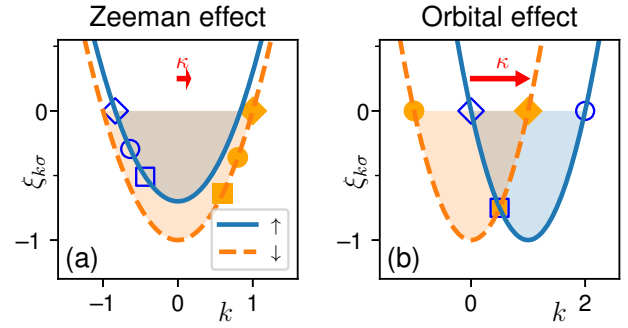 Zeeman effect
Orbital effect
κ
κ
0
−1
ξkσ
0
−1
ξkσ
(a)
↑
↓
(b)
−1
0
1
k
0
k
2